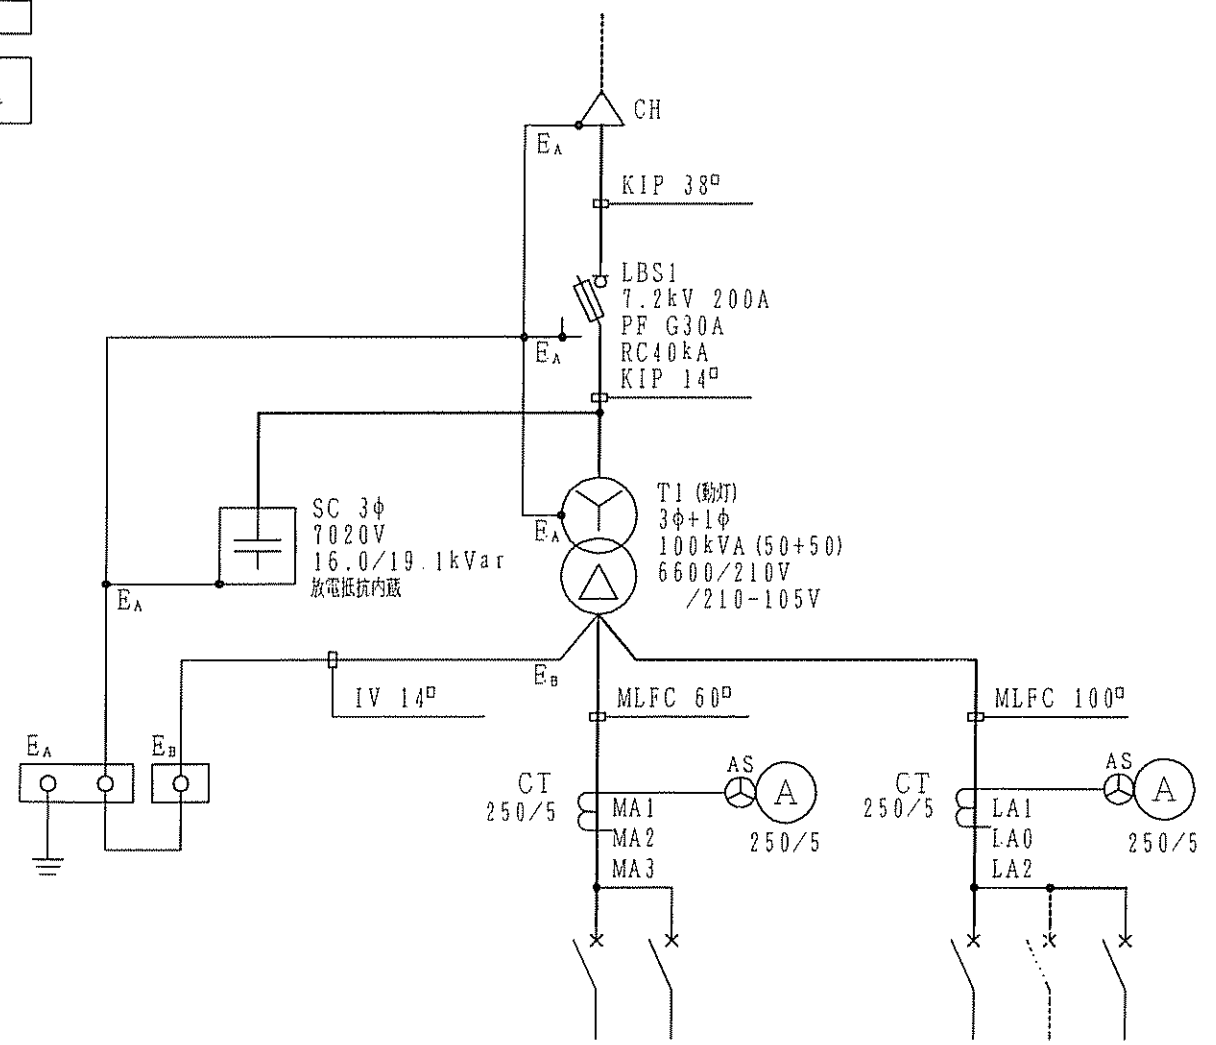 CH
EA
KIP 38□
LBS1
7.2kV 200A
PF G30A
RC40kA
EA
KIP 14□
SC 3φ
7020V
16.0/19.1kVar
放電抵抗内蔵
EA
T1 (動灯)
3φ+1φ
100kVA (50+50)
6600/210V
/210-105V
EA
EB
IV 14□
MLFC 60□
MLFC 100□
EA
EB
CT
250/5
MA1
MA2
MA3
AS
A
250/5
CT
250/5
LA1
LA0
LA2
AS
A
250/5